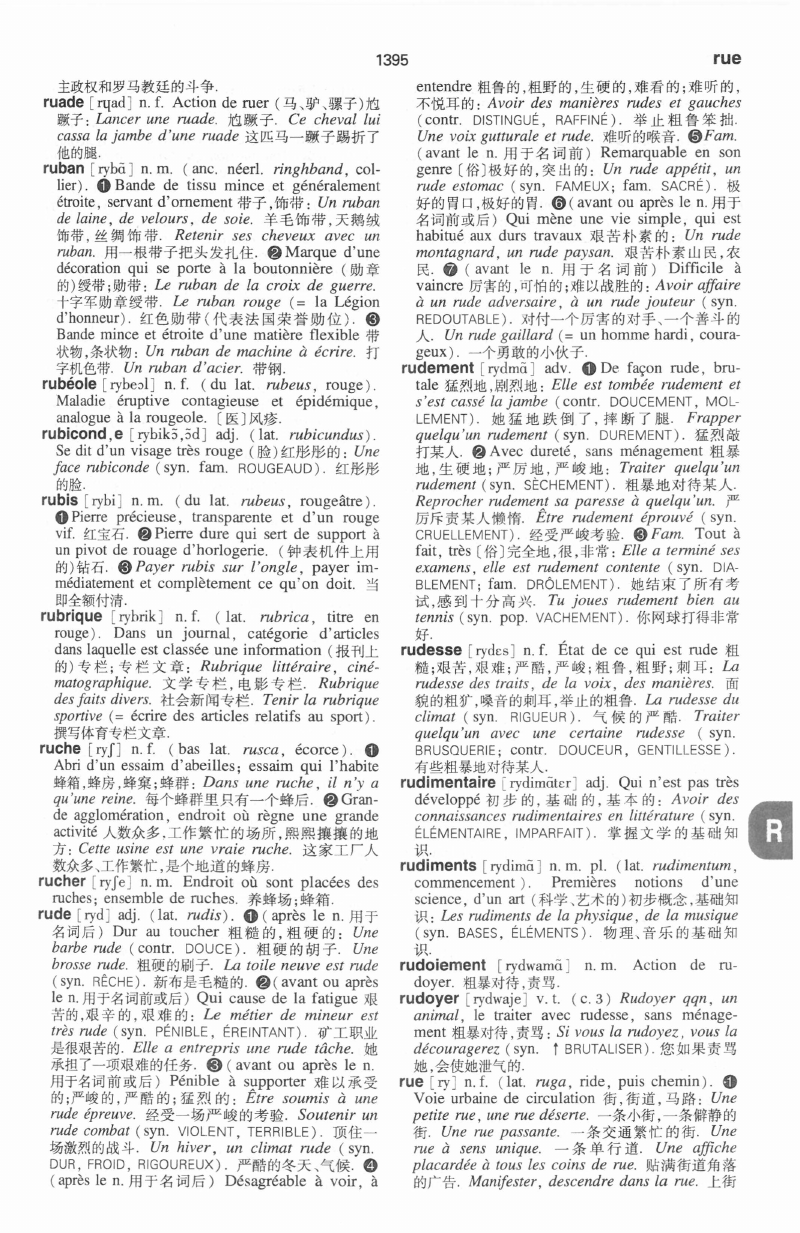 1395
rue
主政权和罗马教廷的斗争.
ruade [rɥad] n. f. Action de ruer (马、驴、骡子)尥
蹶子: Lancer une ruade. 尥蹶子. Ce cheval lui
cassa la jambe d'une ruade 这匹马一蹶子踢折了
他的腿.
ruban [rybɑ̃] n. m. (anc. néerl. ringhband, col-
lier). ❶ Bande de tissu mince et généralement
étroite, servant d'ornement 带子,饰带: Un ruban
de laine, de velours, de soie. 羊毛饰带,天鹅绒
饰带,丝绸饰带. Retenir ses cheveux avec un
ruban. 用一根带子把头发扎住. ❷ Marque d'une
décoration qui se porte à la boutonnière (勋章
的)绶带;勋带: Le ruban de la croix de guerre.
十字军勋章绶带. Le ruban rouge (= la Légion
d'honneur). 红色勋带(代表法国荣誉勋位). ❸
Bande mince et étroite d'une matière flexible 带
状物,条状物: Un ruban de machine à écrire. 打
字机色带. Un ruban d'acier. 带钢.
rubéole [rybeɔl] n. f. (du lat. rubeus, rouge).
Maladie éruptive contagieuse et épidémique,
analogue à la rougeole. [医]风疹.
rubicond,e [rybikɔ̃,ɔ̃d] adj. (lat. rubicundus).
Se dit d'un visage très rouge (脸)红彤彤的: Une
face rubiconde (syn. fam. ROUGEAUD). 红彤彤
的脸.
rubis [rybi] n. m. (du lat. rubeus, rougeâtre).
❶ Pierre précieuse, transparente et d'un rouge
vif. 红宝石. ❷ Pierre dure qui sert de support à
un pivot de rouage d'horlogerie. (钟表机件上用
的)钻石. ❸ Payer rubis sur l'ongle, payer im-
médiatement et complètement ce qu'on doit. 当
即全额付清.
rubrique [rybrik] n. f. (lat. rubrica, titre en
rouge). Dans un journal, catégorie d'articles
dans laquelle est classée une information (报刊上
的)专栏;专栏文章: Rubrique littéraire, ciné-
matographique. 文学专栏,电影专栏. Rubrique
des faits divers. 社会新闻专栏. Tenir la rubrique
sportive (= écrire des articles relatifs au sport).
撰写体育专栏文章.
ruche [ryʃ] n. f. (bas lat. rusca, écorce). ❶
Abri d'un essaim d'abeilles; essaim qui l'habite
蜂箱,蜂房,蜂窠;蜂群: Dans une ruche, il n'y a
qu'une reine. 每个蜂群里只有一个蜂后. ❷ Gran-
de agglomération, endroit où règne une grande
activité 人数众多,工作繁忙的场所,熙熙攘攘的地
方: Cette usine est une vraie ruche. 这家工厂人
数众多、工作繁忙,是个地道的蜂房.
rucher [ryʃe] n. m. Endroit où sont placées des
ruches; ensemble de ruches. 养蜂场;蜂箱.
rude [ryd] adj. (lat. rudis). ❶ (après le n. 用于
名词后) Dur au toucher 粗糙的,粗硬的: Une
barbe rude (contr. DOUCE). 粗硬的胡子. Une
brosse rude. 粗硬的刷子. La toile neuve est rude
(syn. RÊCHE). 新布是毛糙的. ❷ (avant ou après
le n. 用于名词前或后) Qui cause de la fatigue 艰
苦的,艰辛的,艰难的: Le métier de mineur est
très rude (syn. PÉNIBLE, ÉREINTANT). 矿工职业
是很艰苦的. Elle a entrepris une rude tâche. 她
承担了一项艰难的任务. ❸ (avant ou après le n.
用于名词前或后) Pénible à supporter 难以承受
的;严峻的,严酷的;猛烈的: Être soumis à une
rude épreuve. 经受一场严峻的考验. Soutenir un
rude combat (syn. VIOLENT, TERRIBLE). 顶住一
场激烈的战斗. Un hiver, un climat rude (syn.
DUR, FROID, RIGOUREUX). 严酷的冬天、气候. ❹
(après le n. 用于名词后) Désagréable à voir, à
entendre 粗鲁的,粗野的,生硬的,难看的;难听的,
不悦耳的: Avoir des manières rudes et gauches
(contr. DISTINGUÉ, RAFFINÉ). 举止粗鲁笨拙.
Une voix gutturale et rude. 难听的喉音. ❺ Fam.
(avant le n. 用于名词前) Remarquable en son
genre [俗]极好的,突出的: Un rude appétit, un
rude estomac (syn. FAMEUX; fam. SACRÉ). 极
好的胃口,极好的胃. ❻ (avant ou après le n. 用于
名词前或后) Qui mène une vie simple, qui est
habitué aux durs travaux 艰苦朴素的: Un rude
montagnard, un rude paysan. 艰苦朴素山民,农
民. ❼ (avant le n. 用于名词前) Difficile à
vaincre 厉害的,可怕的;难以战胜的: Avoir affaire
à un rude adversaire, à un rude jouteur (syn.
REDOUTABLE). 对付一个厉害的对手、一个善斗的
人. Un rude gaillard (= un homme hardi, coura-
geux). 一个勇敢的小伙子.
rudement [rydmɑ̃] adv. ❶ De façon rude, bru-
tale 猛烈地,剧烈地: Elle est tombée rudement et
s'est cassé la jambe (contr. DOUCEMENT, MOL-
LEMENT). 她猛地跌倒了,摔断了腿. Frapper
quelqu'un rudement (syn. DUREMENT). 猛烈敲
打某人. ❷ Avec dureté, sans ménagement 粗暴
地,生硬地;严厉地,严峻地: Traiter quelqu'un
rudement (syn. SÈCHEMENT). 粗暴地对待某人.
Reprocher rudement sa paresse à quelqu'un. 严
厉斥责某人懒惰. Être rudement éprouvé (syn.
CRUELLEMENT). 经受严峻考验. ❸ Fam. Tout à
fait, très [俗]完全地,很,非常: Elle a terminé ses
examens, elle est rudement contente (syn. DIA-
BLEMENT; fam. DRÔLEMENT). 她结束了所有考
试,感到十分高兴. Tu joues rudement bien au
tennis (syn. pop. VACHEMENT). 你网球打得非常
好.
rudesse [rydɛs] n. f. État de ce qui est rude 粗
糙;艰苦,艰难;严酷,严峻;粗鲁,粗野;刺耳: La
rudesse des traits, de la voix, des manières. 面
貌的粗犷,嗓音的刺耳,举止的粗鲁. La rudesse du
climat (syn. RIGUEUR). 气候的严酷. Traiter
quelqu'un avec une certaine rudesse (syn.
BRUSQUERIE; contr. DOUCEUR, GENTILLESSE).
有些粗暴地对待某人.
rudimentaire [rydimɑ̃tɛr] adj. Qui n'est pas très
développé 初步的,基础的,基本的: Avoir des
connaissances rudimentaires en littérature (syn.
ÉLÉMENTAIRE, IMPARFAIT). 掌握文学的基础知
识.
rudiments [rydimɑ̃] n. m. pl. (lat. rudimentum,
commencement). Premières notions d'une
science, d'un art (科学、艺术的)初步概念,基础知
识: Les rudiments de la physique, de la musique
(syn. BASES, ÉLÉMENTS). 物理、音乐的基础知
识.
rudoiement [rydwamɑ̃] n. m. Action de ru-
doyer. 粗暴对待,责骂.
rudoyer [rydwaje] v. t. (c. 3) Rudoyer qqn, un
animal, le traiter avec rudesse, sans ménage-
ment 粗暴对待,责骂: Si vous la rudoyez, vous la
découragerez (syn. ↑ BRUTALISER). 您如果责骂
她,会使她泄气的.
rue [ry] n. f. (lat. ruga, ride, puis chemin). ❶
Voie urbaine de circulation 街,街道,马路: Une
petite rue, une rue déserte. 一条小街,一条僻静的
街. Une rue passante. 一条交通繁忙的街. Une
rue à sens unique. 一条单行道. Une affiche
placardée à tous les coins de rue. 贴满街道角落
的广告. Manifester, descendre dans la rue. 上街
R